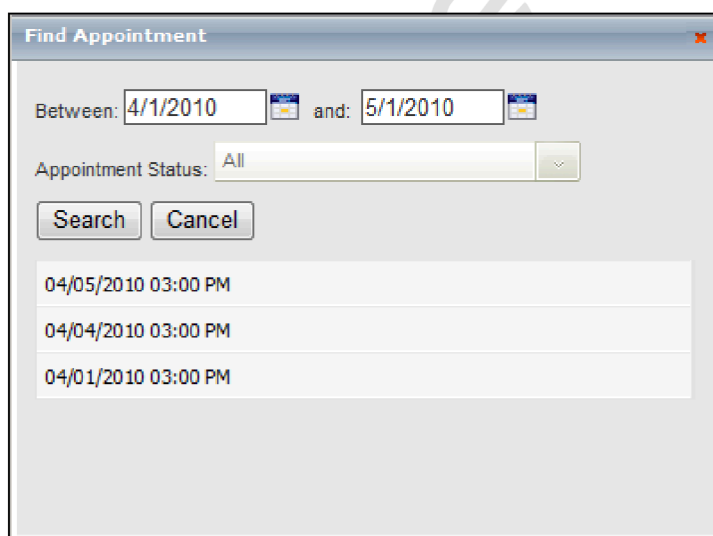 Find Appointment
Between: 4/1/2010 and: 5/1/2010
Appointment Status: All
Search Cancel
04/05/2010 03:00 PM
04/04/2010 03:00 PM
04/01/2010 03:00 PM